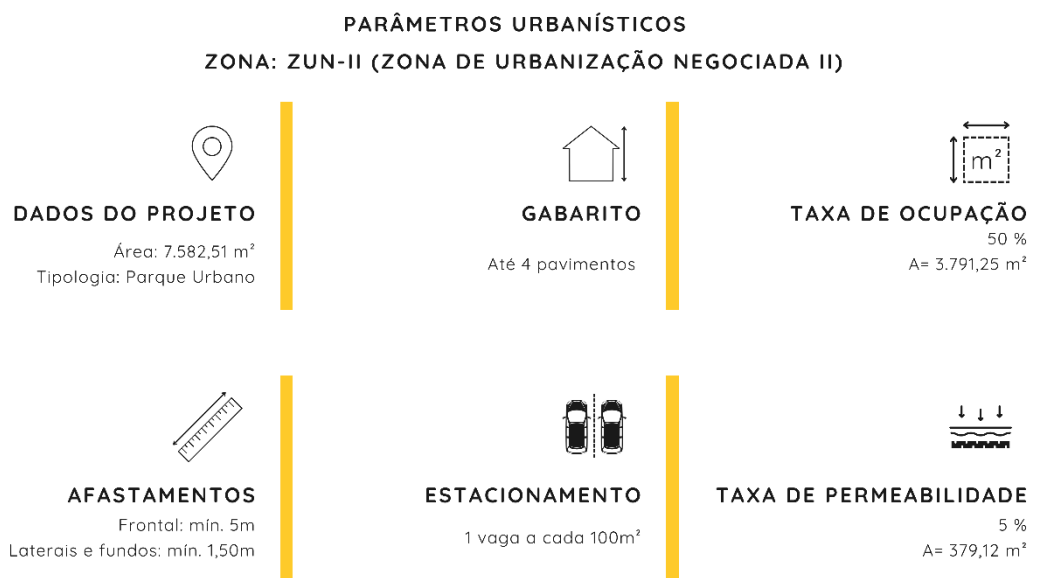 PARÂMETROS URBANÍSTICOS
ZONA: ZUN-II (ZONA DE URBANIZAÇÃO NEGOCIADA II)
DADOS DO PROJETO
Área: 7.582,51 m²
Tipologia: Parque Urbano
GABARITO
Até 4 pavimentos
m²
TAXA DE OCUPAÇÃO
50 %
A= 3.791,25 m²
AFASTAMENTOS
Frontal: mín. 5m
Laterais e fundos: mín. 1,50m
ESTACIONAMENTO
1 vaga a cada 100m²
TAXA DE PERMEABILIDADE
5 %
A= 379,12 m²